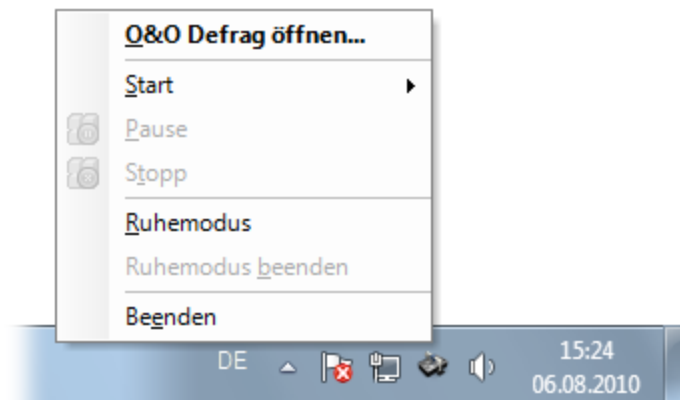 O&O Defrag öffnen...
Start
Pause
Stopp
Ruhemodus
Ruhemodus beenden
Beenden
DE
15:24
06.08.2010